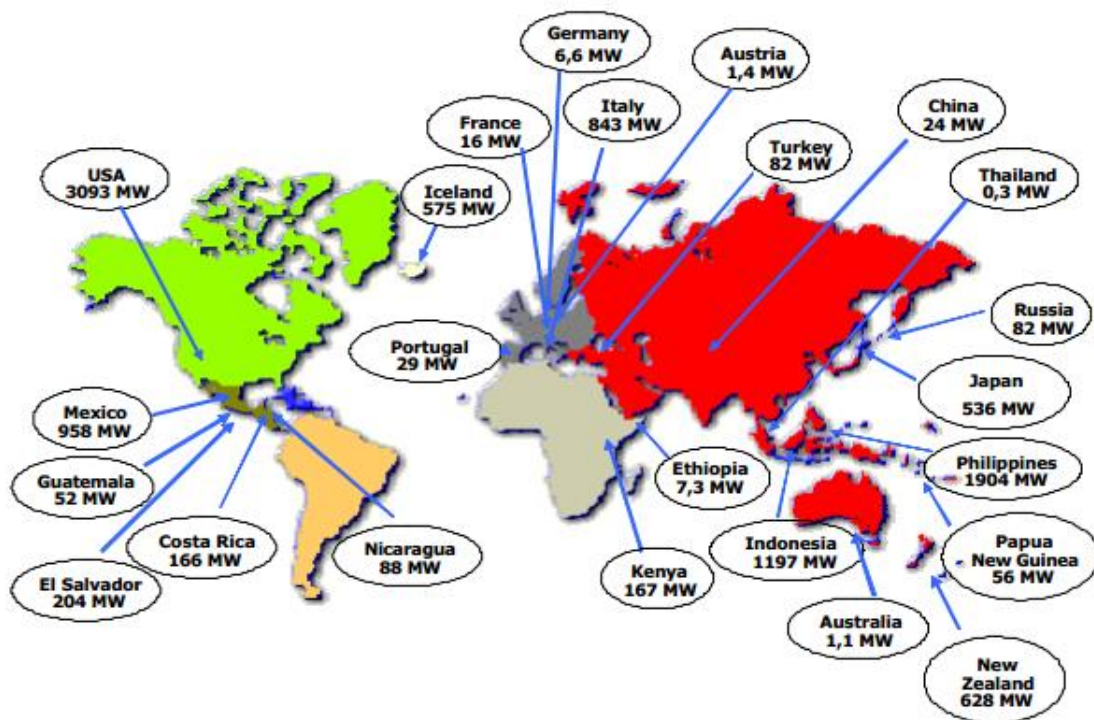 Germany
6,6 MW
Austria
1,4 MW
Italy
843 MW
China
24 MW
France
16 MW
Turkey
82 MW
Thailand
0,3 MW
USA
3093 MW
Iceland
575 MW
Russia
82 MW
Portugal
29 MW
Japan
536 MW
Mexico
958 MW
Guatemala
52 MW
Ethiopia
7,3 MW
Philippines
1904 MW
Costa Rica
166 MW
Nicaragua
88 MW
Indonesia
1197 MW
Papua
New Guinea
56 MW
El Salvador
204 MW
Kenya
167 MW
Australia
1,1 MW
New
Zealand
628 MW